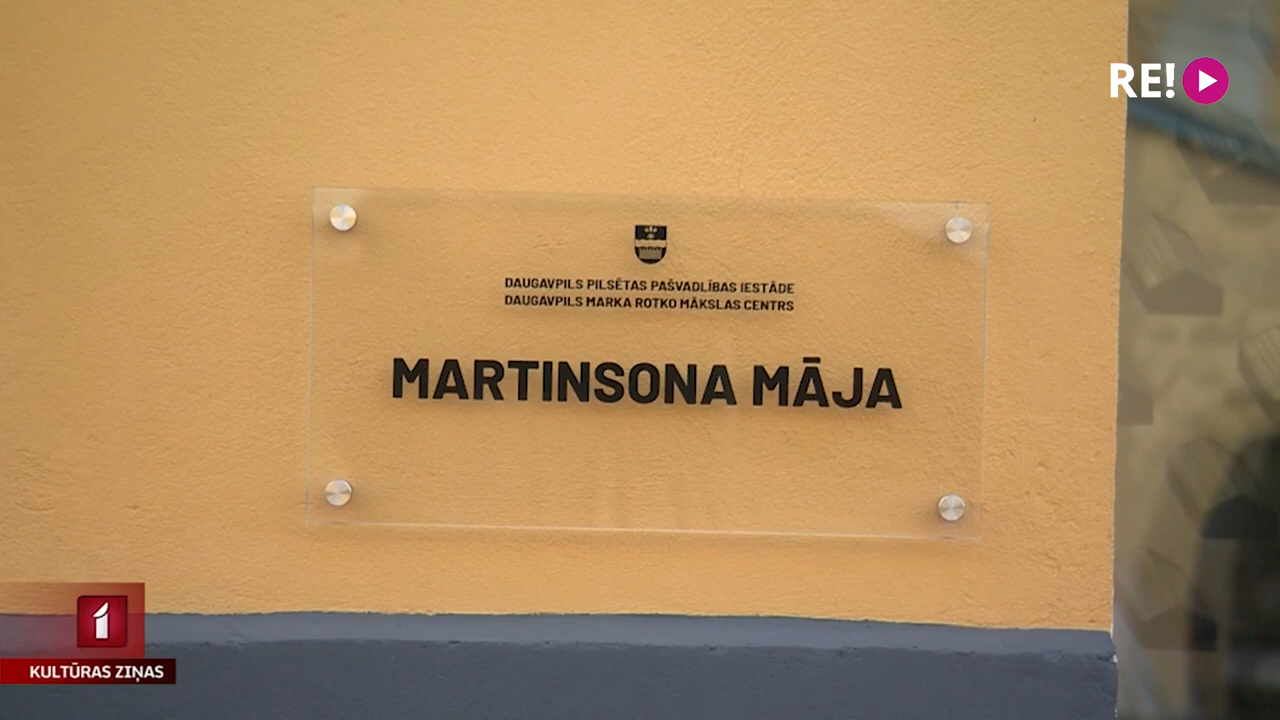 RE!
DAUGAVPILS PILSĒTAS PAŠVALDĪBAS IESTĀDE
DAUGAVPILS MARKA ROTKO MĀKSLAS CENTRS
MARTINSONA MĀJA
1
KULTŪRAS ZIŅAS